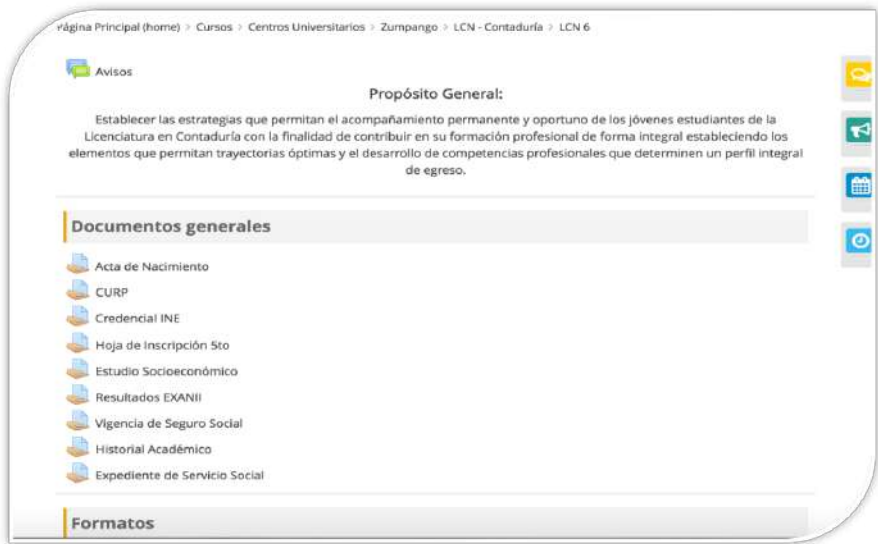 Página Principal (home) > Cursos > Centros Universitarios > Zumpango > LCN - Contaduría > LCN 6
Avisos
Propósito General:
Establecer las estrategias que permitan el acompañamiento permanente y oportuno de los jóvenes estudiantes de la
Licenciatura en Contaduría con la finalidad de contribuir en su formación profesional de forma integral estableciendo los
elementos que permitan trayectorias óptimas y el desarrollo de competencias profesionales que determinen un perfil integral
de egreso.
Documentos generales
Acta de Nacimiento
CURP
Credencial INE
Hoja de Inscripción 5to
Estudio Socioeconómico
Resultados EXANII
Vigencia de Seguro Social
Historial Académico
Expediente de Servicio Social
Formatos